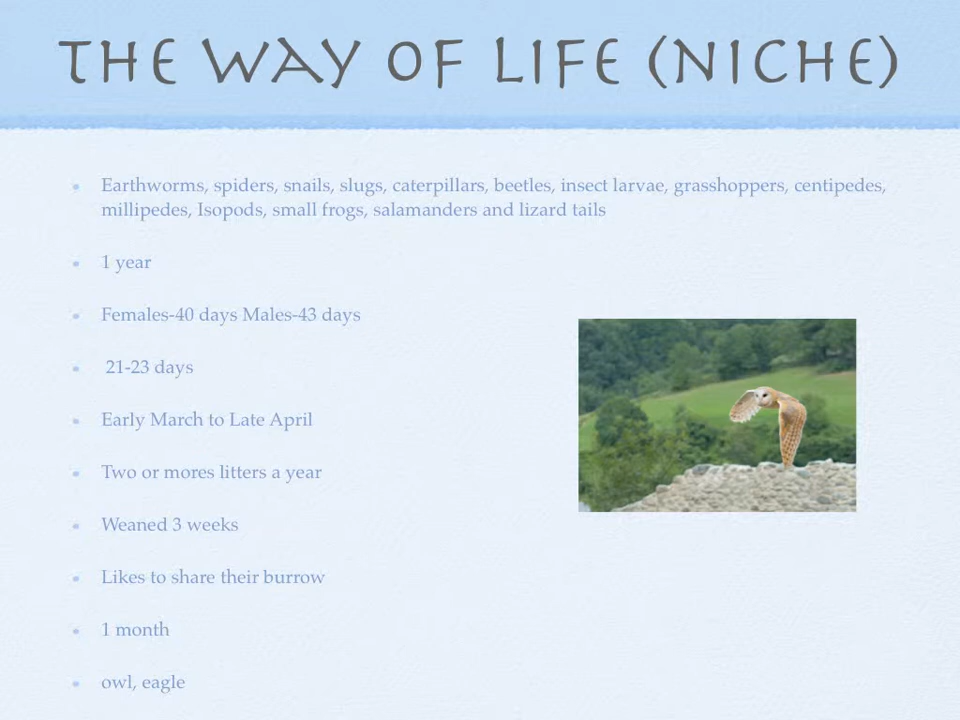 THE WAY OF LIFE (NICHE)
Earthworms, spiders, snails, slugs, caterpillars, beetles, insect larvae, grasshoppers, centipedes,
millipedes, Isopods, small frogs, salamanders and lizard tails
1 year
Females-40 days Males-43 days
21-23 days
Early March to Late April
Two or mores litters a year
Weaned 3 weeks
Likes to share their burrow
1 month
owl, eagle